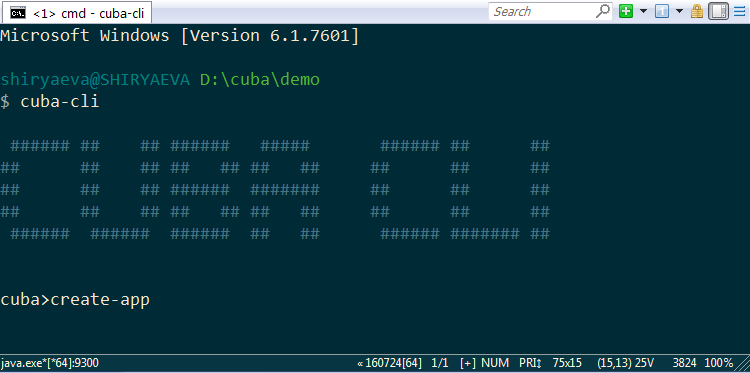 <1> cmd - cuba-cli
Search
Microsoft Windows [Version 6.1.7601]
shiryaeva@SHIRYAEVA D:\cuba\demo
$ cuba-cli
 ###### ##    ## ######   #####       ###### ##      ##
##      ##    ## ##   ## ##   ##     ##      ##      ##
##      ##    ## ######  #######     ##      ##      ##
##      ##    ## ##   ## ##   ##     ##      ##      ##
 ######  ######  ######  ##   ##      ###### ####### ##
cuba>create-app
java.exe*[*64]:9300 « 160724[64] 1/1 [+] NUM PRI↕ 75x15 (15,13) 25V 3824 100%